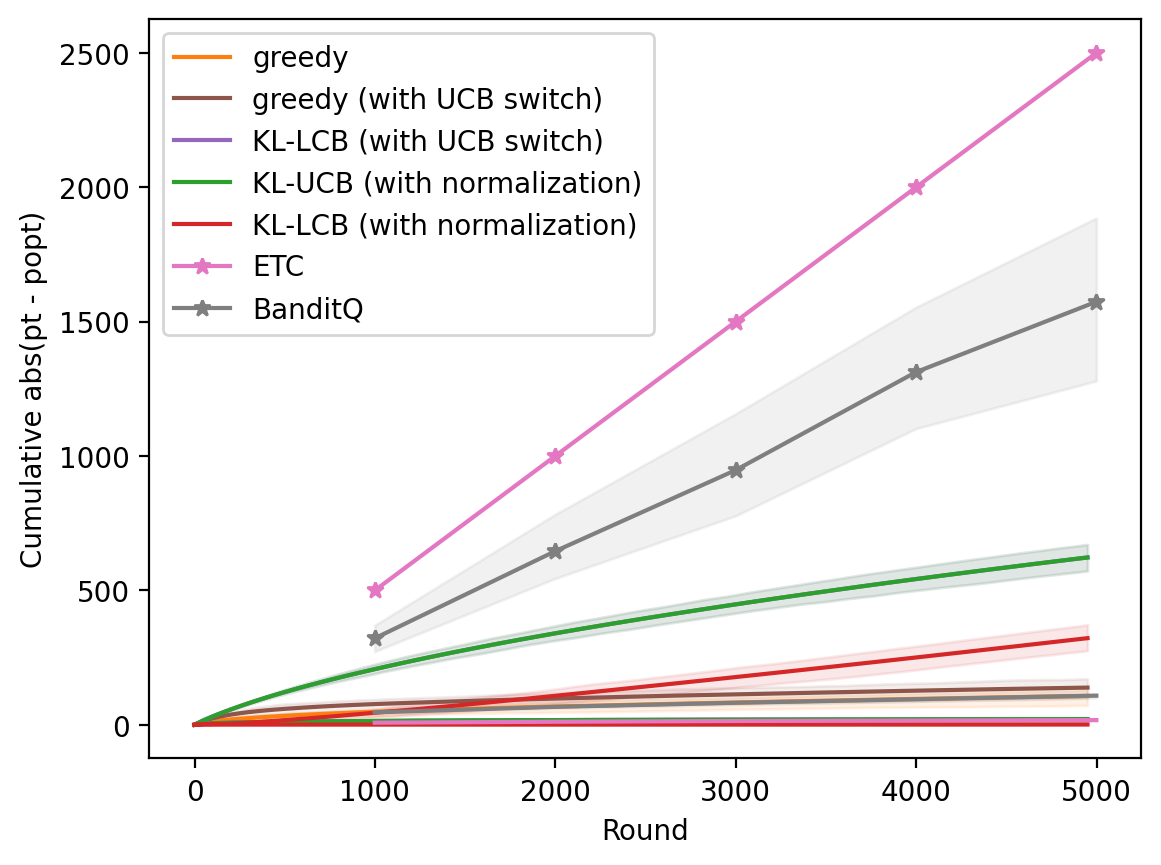 2500
2000
1500
1000
500
0
Cumulative abs(pt - popt)
greedy
greedy (with UCB switch)
KL-LCB (with UCB switch)
KL-UCB (with normalization)
KL-LCB (with normalization)
ETC
BanditQ
0 1000 2000 3000 4000 5000
Round